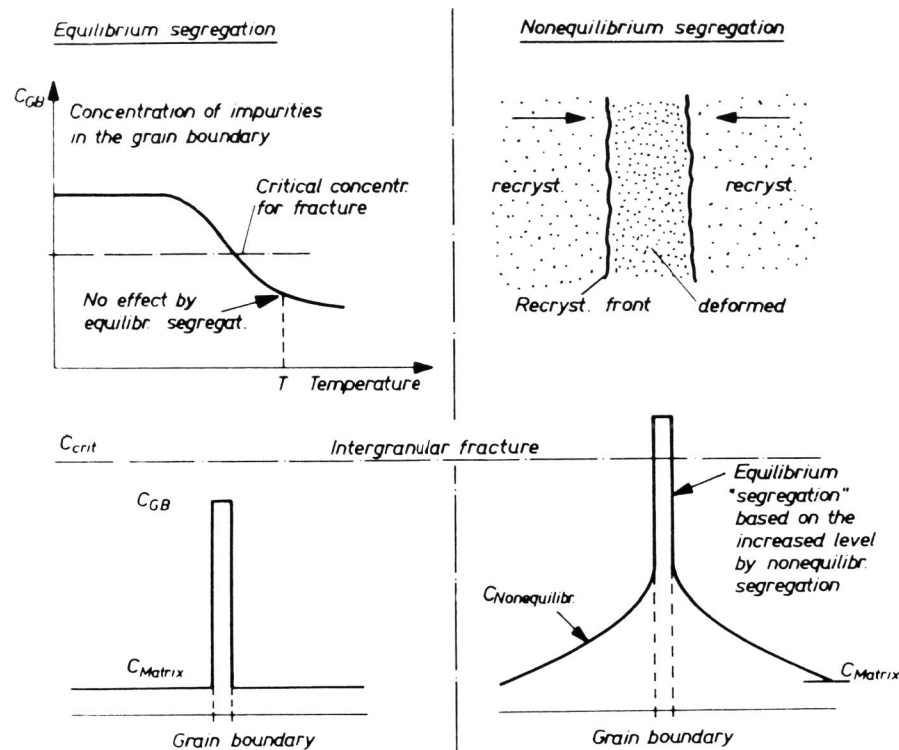 Equilibrium segregation
C_GB
Concentration of impurities
in the grain boundary
Critical concentr.
for fracture
No effect by
equilibr. segregat.
T Temperature
Nonequilibrium segregation
recryst.
recryst.
Recryst. front
deformed
C_crit
Intergranular fracture
C_GB
C_Matrix
Grain boundary
Equilibrium
"segregation"
based on the
increased level
by nonequilibr.
segregation
C_Nonequilibr.
C_Matrix
Grain boundary